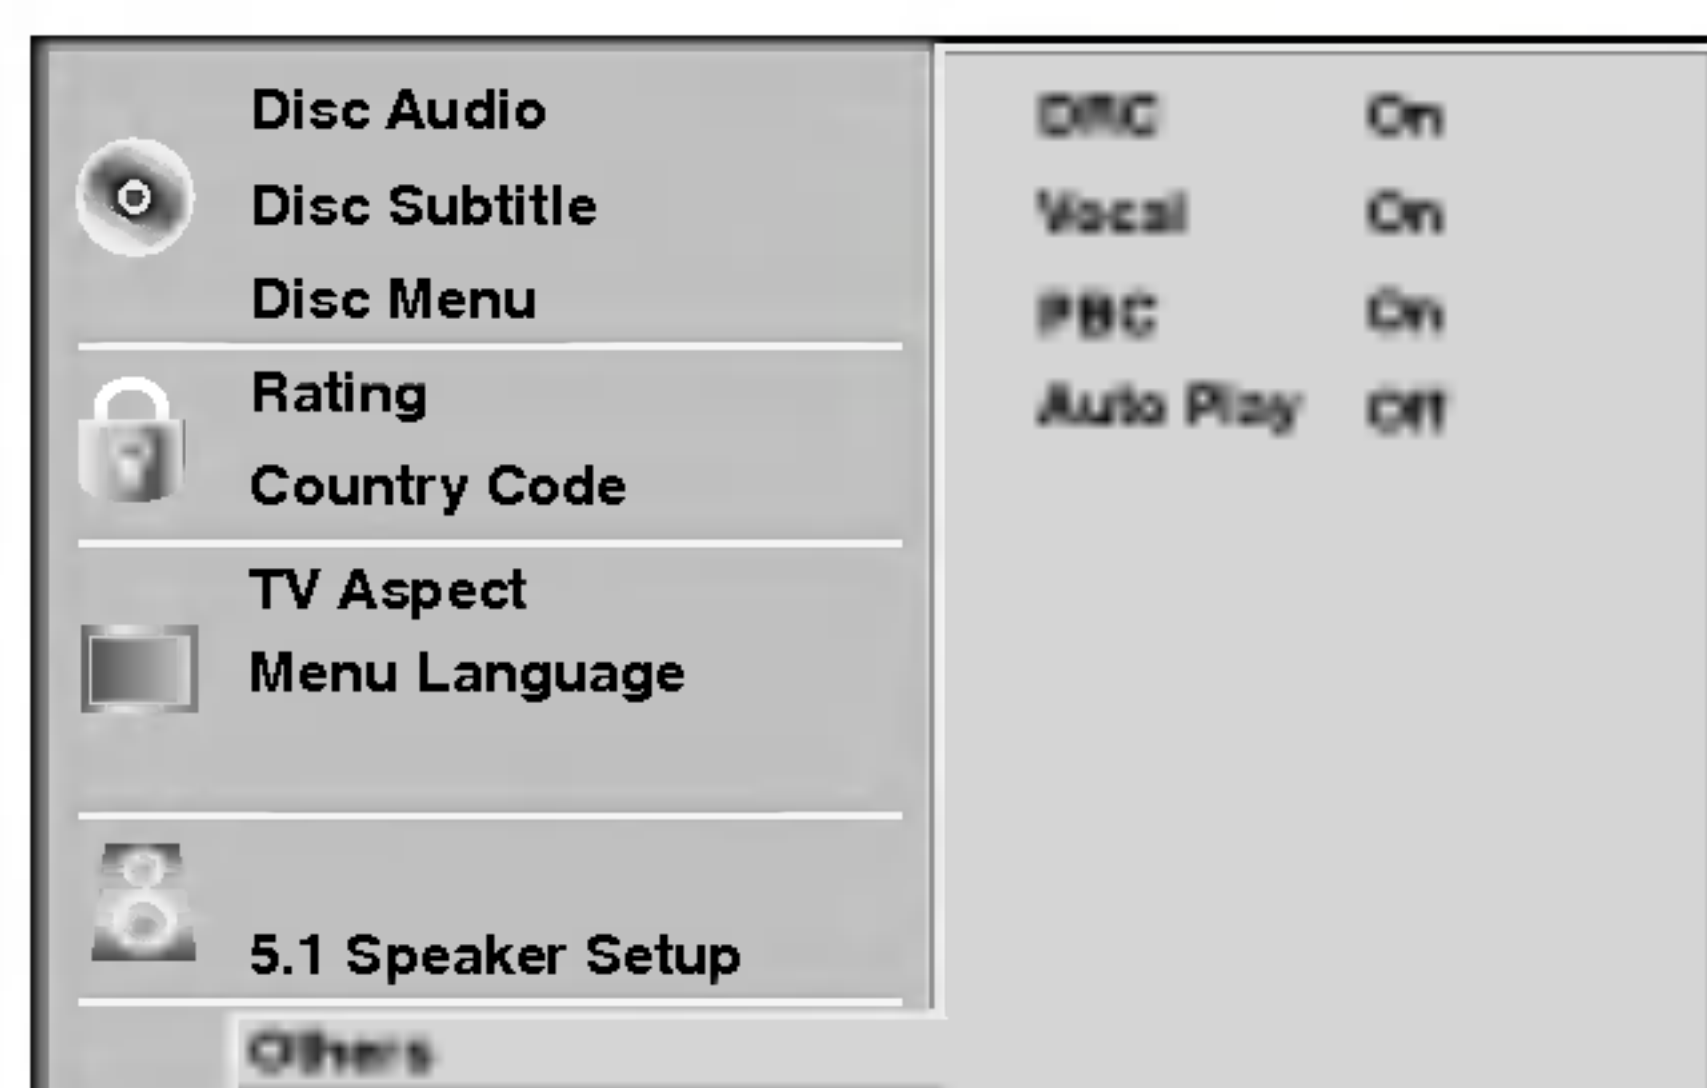 Disc Audio
Disc Subtitle
Disc Menu
Rating
Country Code
TV Aspect
Menu Language
5.1 Speaker Setup
Others
DRC On
Vocal On
PBC On
Auto Play Off